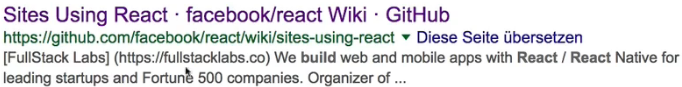 Sites Using React · facebook/react Wiki · GitHub
https://github.com/facebook/react/wiki/sites-using-react ▾ Diese Seite übersetzen
[FullStack Labs] (https://fullstacklabs.co) We build web and mobile apps with React / React Native for
leading startups and Fortune 500 companies. Organizer of ...